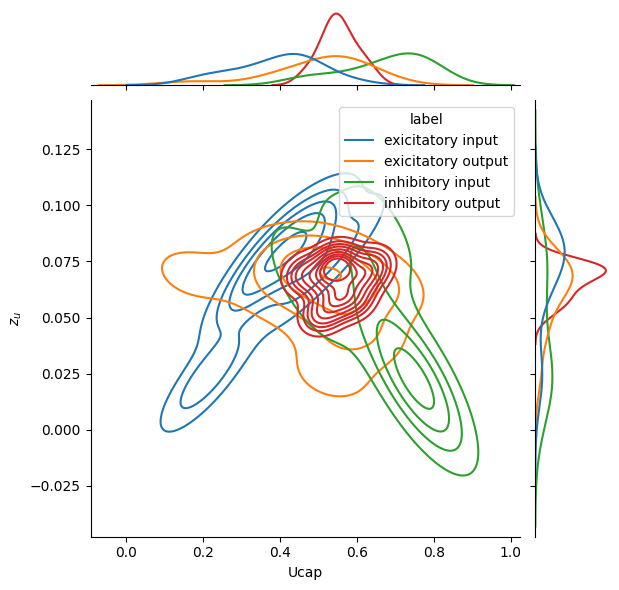 label
exicitatory input
exicitatory output
inhibitory input
inhibitory output
0.125
0.100
0.075
0.050
0.025
0.000
−0.025
z_u
0.0
0.2
0.4
0.6
0.8
1.0
Ucap